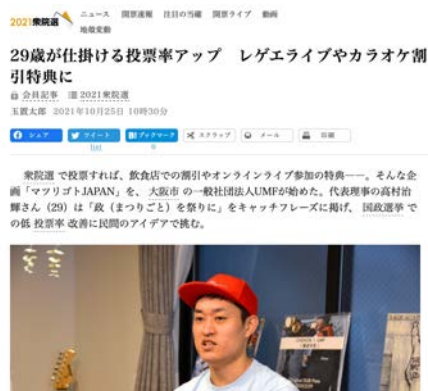 2021衆院選 ニュース 開票速報 注目の当確 開票ライブ 動画
地殻変動
29歳が仕掛ける投票率アップ　レゲエライブやカラオケ割
引特典に
会員記事 2021衆院選
玉置太郎 2021年10月25日 10時30分
シェア ツイート ブックマーク スクラップ メール 印刷
衆院選で投票すれば、飲食店での割引やオンラインライブ参加の特典――。そんな企
画「マツリゴトJAPAN」を、大阪市の一般社団法人UMFが始めた。代表理事の高村治
輝さん（29）は「政（まつりごと）を祭りに」をキャッチフレーズに掲げ、国政選挙で
の低投票率改善に民間のアイデアで挑む。